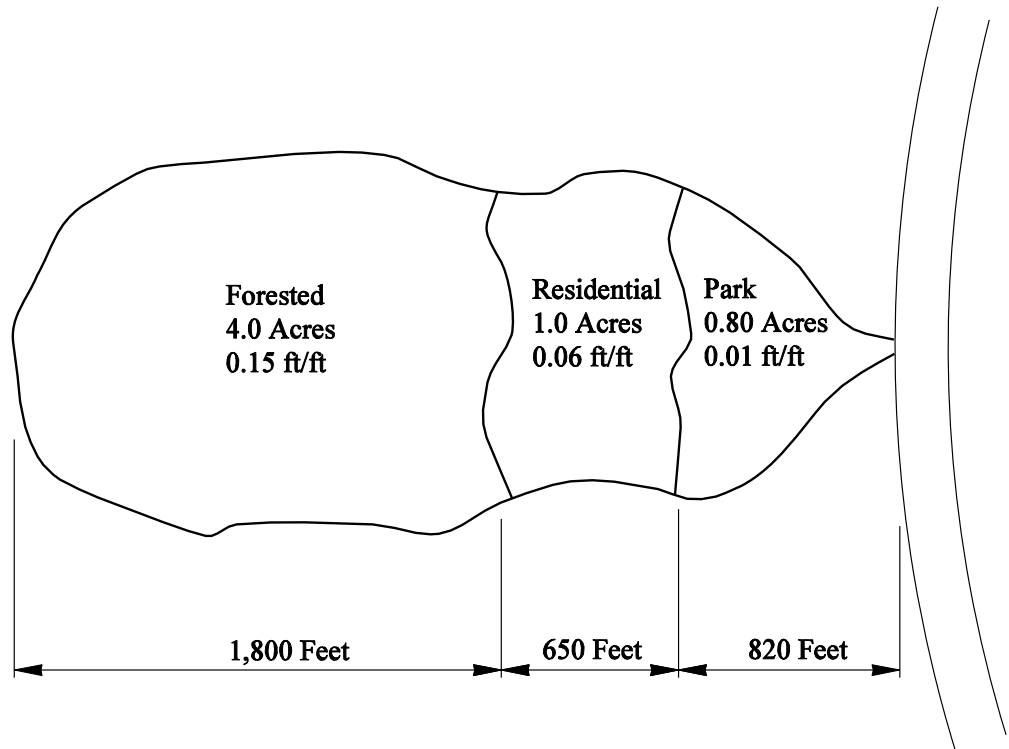 Forested
4.0 Acres
0.15 ft/ft
Residential
1.0 Acres
0.06 ft/ft
Park
0.80 Acres
0.01 ft/ft
1,800 Feet
650 Feet
820 Feet